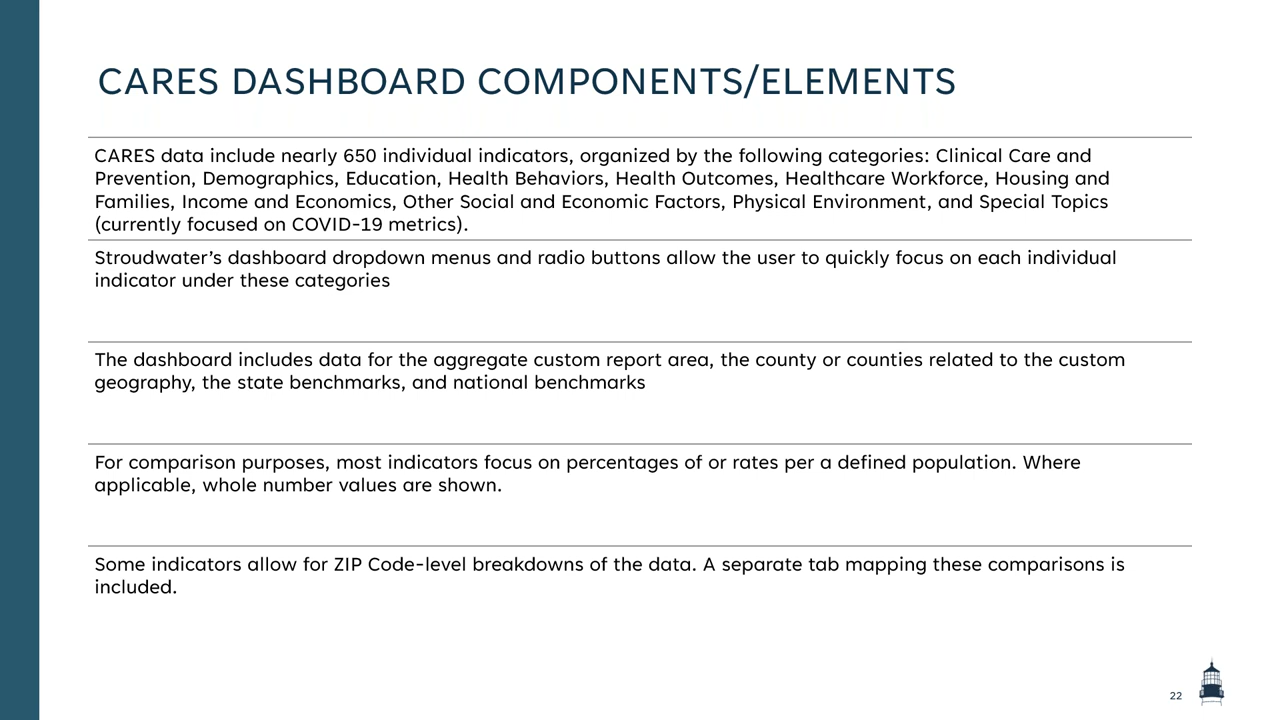 CARES DASHBOARD COMPONENTS/ELEMENTS
CARES data include nearly 650 individual indicators, organized by the following categories: Clinical Care and
Prevention, Demographics, Education, Health Behaviors, Health Outcomes, Healthcare Workforce, Housing and
Families, Income and Economics, Other Social and Economic Factors, Physical Environment, and Special Topics
(currently focused on COVID-19 metrics).
Stroudwater’s dashboard dropdown menus and radio buttons allow the user to quickly focus on each individual
indicator under these categories
The dashboard includes data for the aggregate custom report area, the county or counties related to the custom
geography, the state benchmarks, and national benchmarks
For comparison purposes, most indicators focus on percentages of or rates per a defined population. Where
applicable, whole number values are shown.
Some indicators allow for ZIP Code-level breakdowns of the data. A separate tab mapping these comparisons is
included.
22